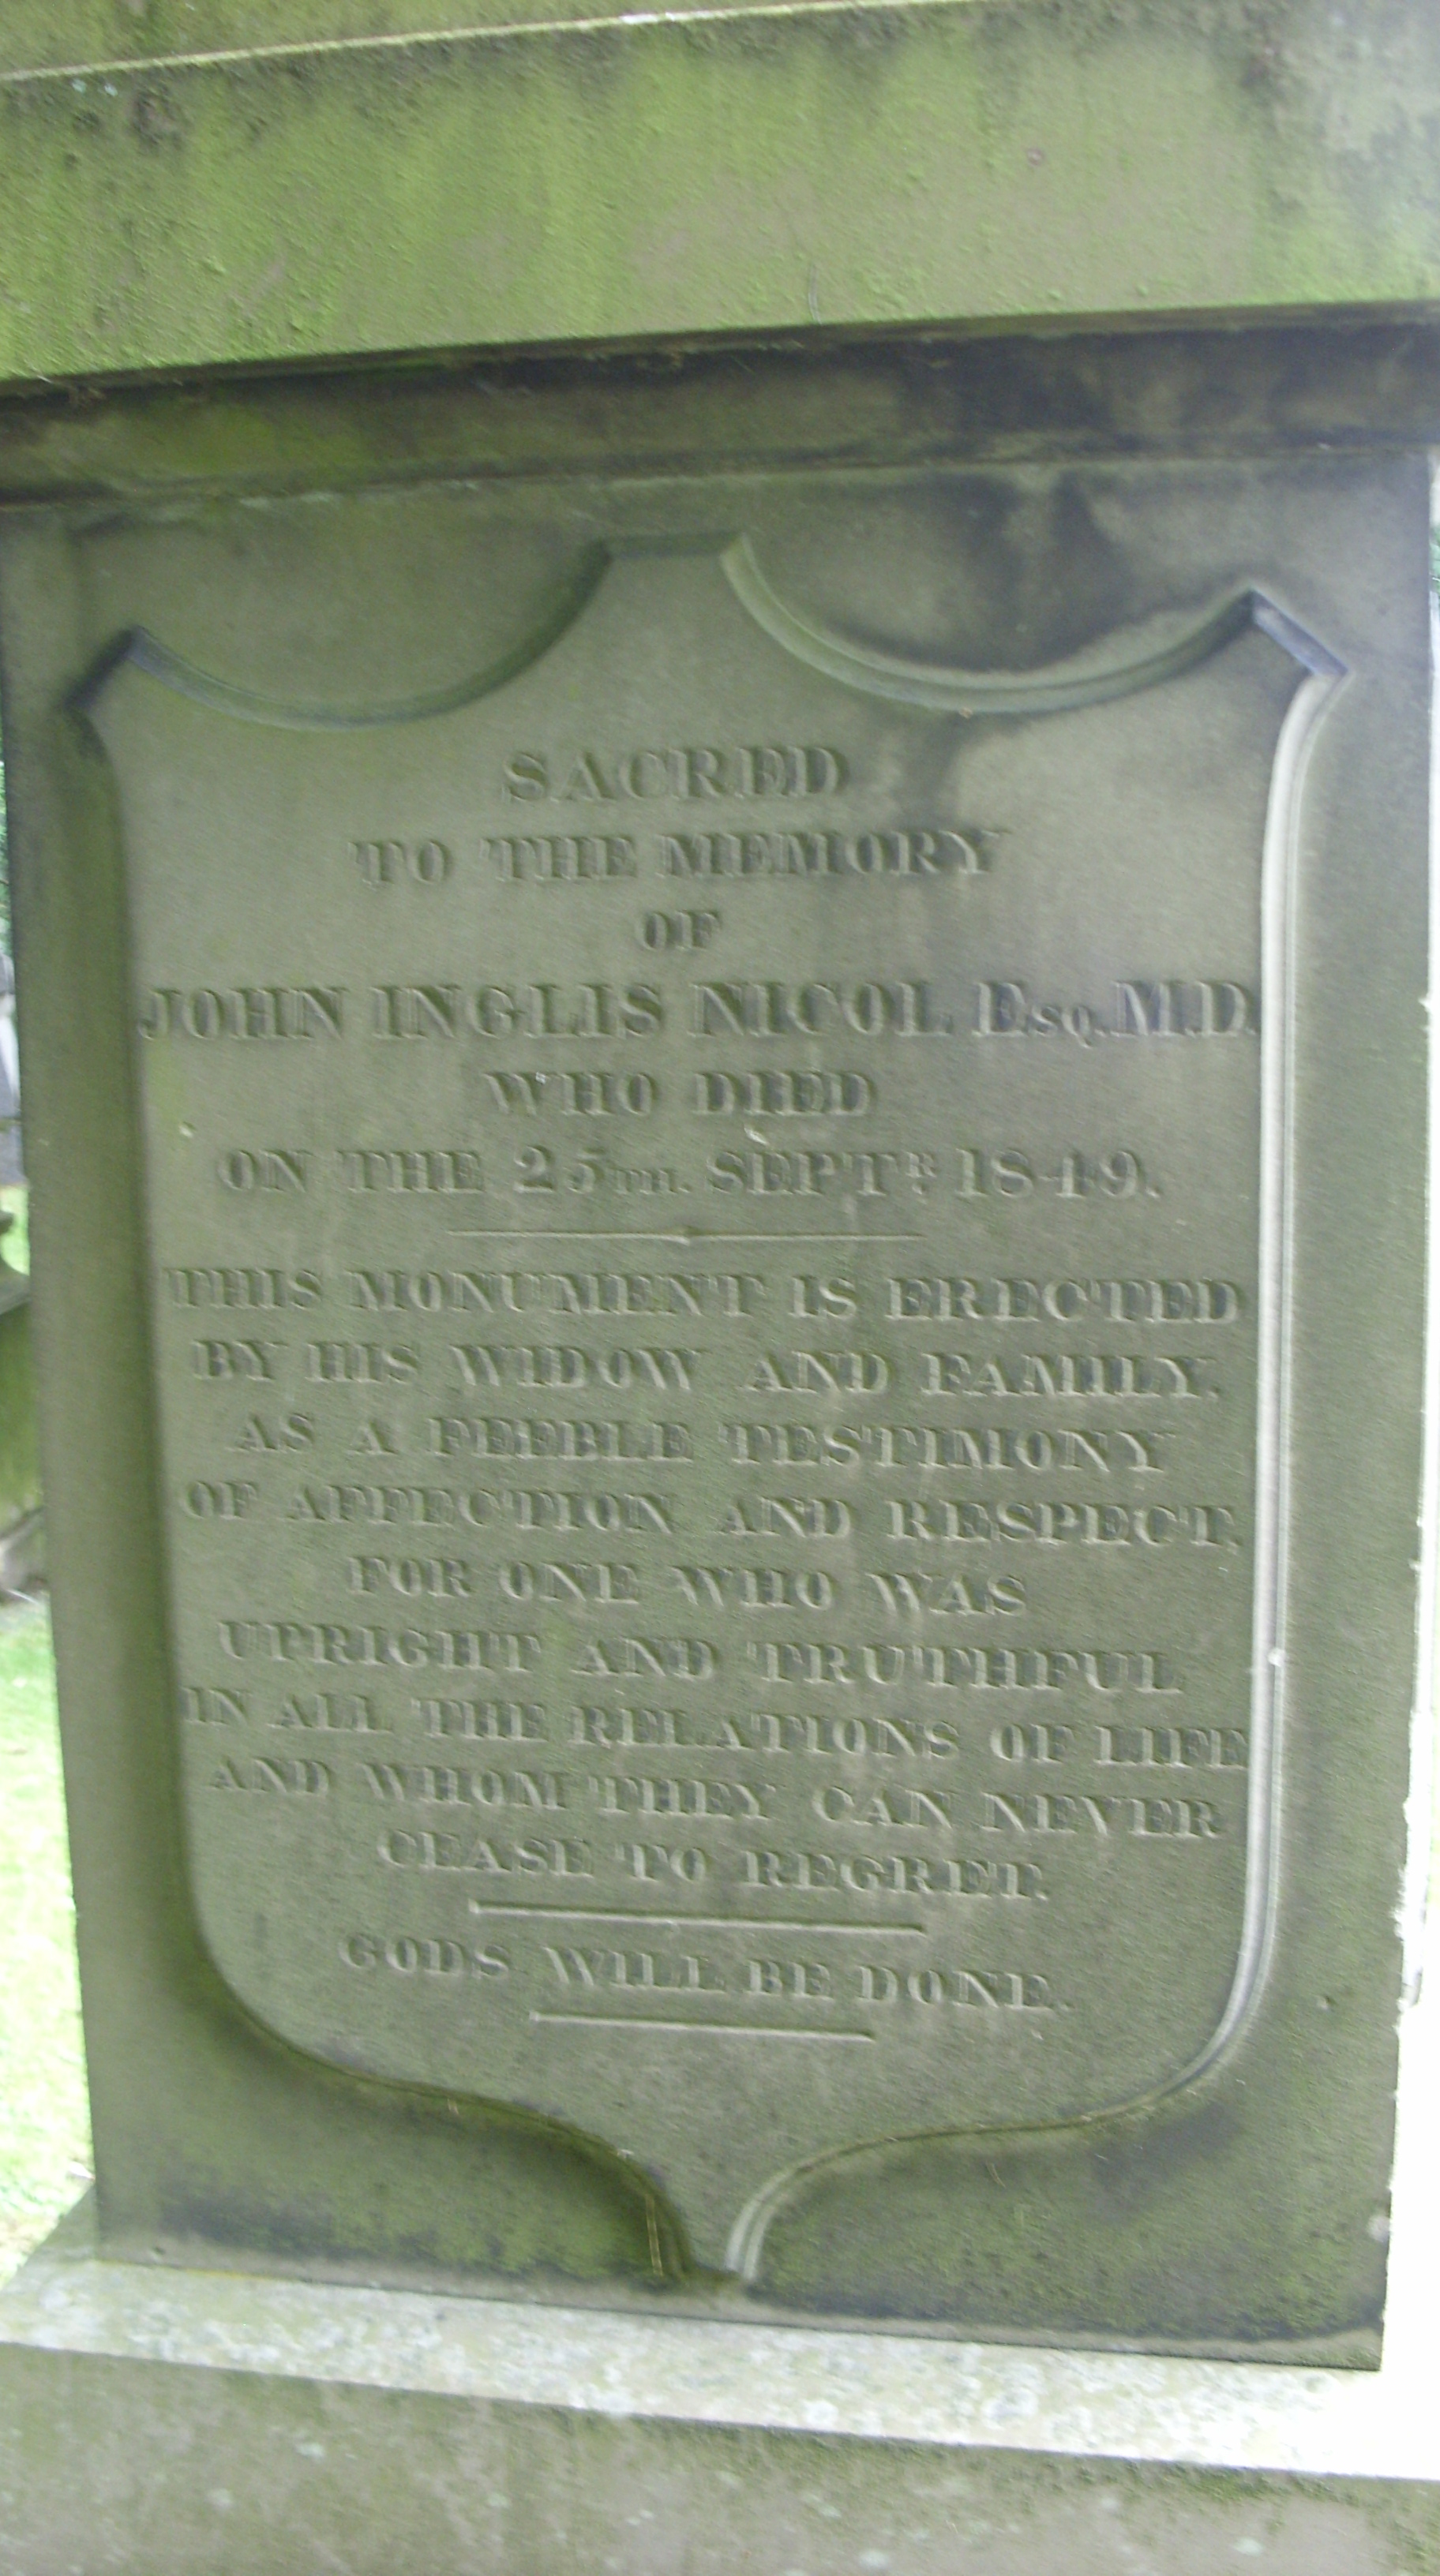 SACRED
TO THE MEMORY
OF
JOHN INGLIS NICOL ESQ. M.D.
WHO DIED
ON THE 25TH. SEPTR. 1849.
THIS MONUMENT IS ERECTED
BY HIS WIDOW AND FAMILY,
AS A FEEBLE TESTIMONY
OF AFFECTION AND RESPECT,
FOR ONE WHO WAS
UPRIGHT AND TRUTHFUL
IN ALL THE RELATIONS OF LIFE
AND WHOM THEY CAN NEVER
CEASE TO REGRET.
GODS WILL BE DONE.